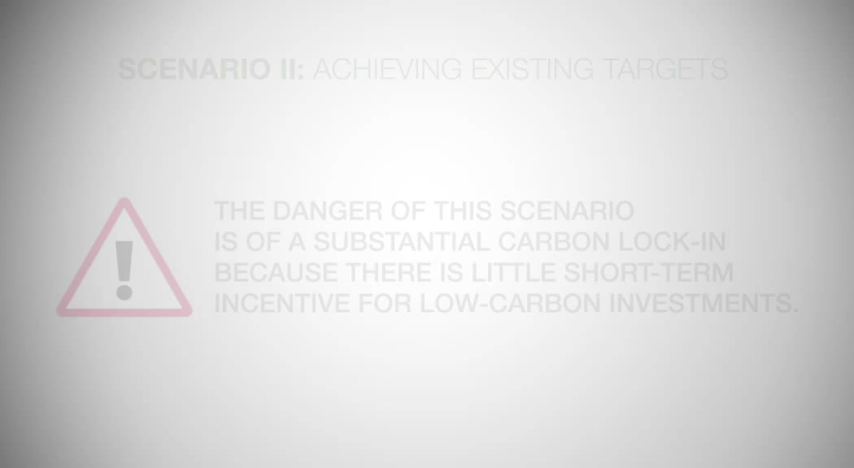 SCENARIO II: ACHIEVING EXISTING TARGETS
THE DANGER OF THIS SCENARIO
IS OF A SUBSTANTIAL CARBON LOCK-IN
BECAUSE THERE IS LITTLE SHORT-TERM
INCENTIVE FOR LOW-CARBON INVESTMENTS.